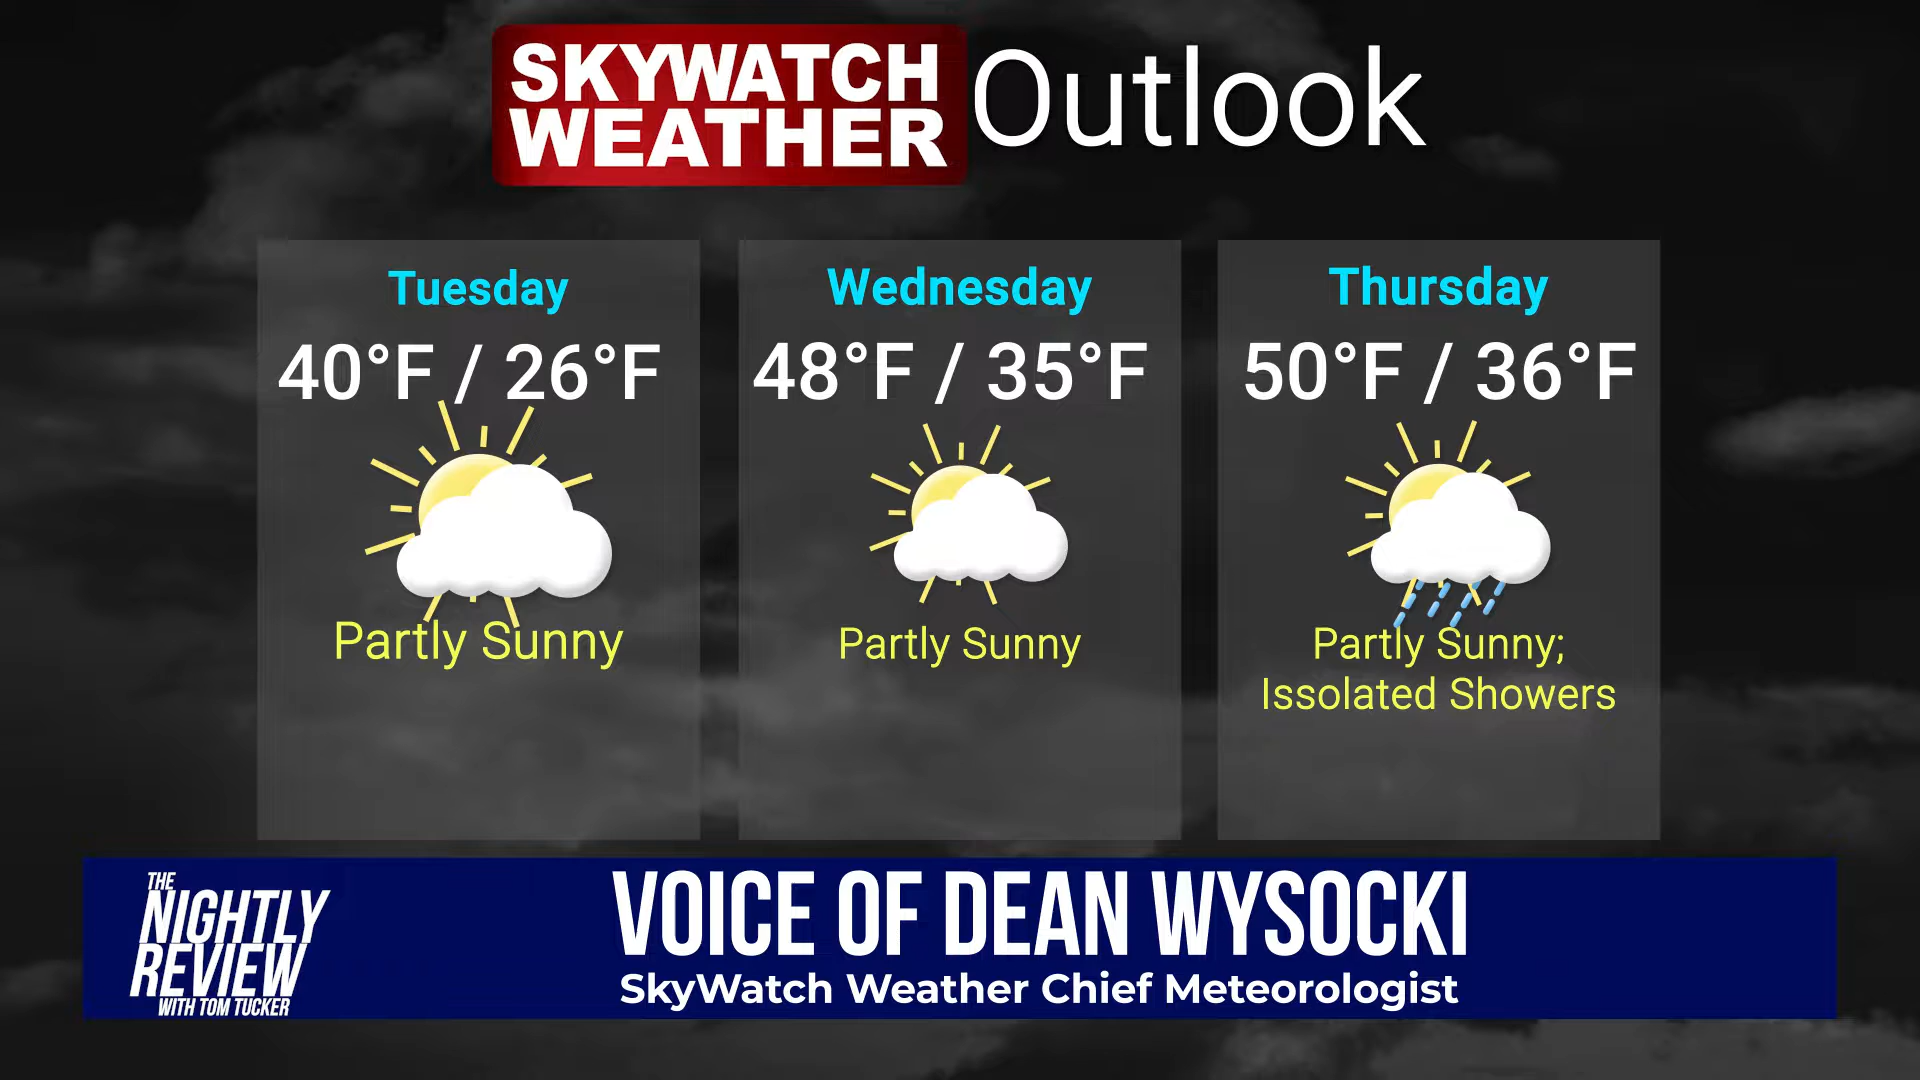 SKYWATCH
WEATHER
Outlook
Tuesday
40°F / 26°F
Partly Sunny
Wednesday
48°F / 35°F
Partly Sunny
Thursday
50°F / 36°F
Partly Sunny;
Issolated Showers
THE
NIGHTLY
REVIEW
WITH TOM TUCKER
VOICE OF DEAN WYSOCKI
SkyWatch Weather Chief Meteorologist